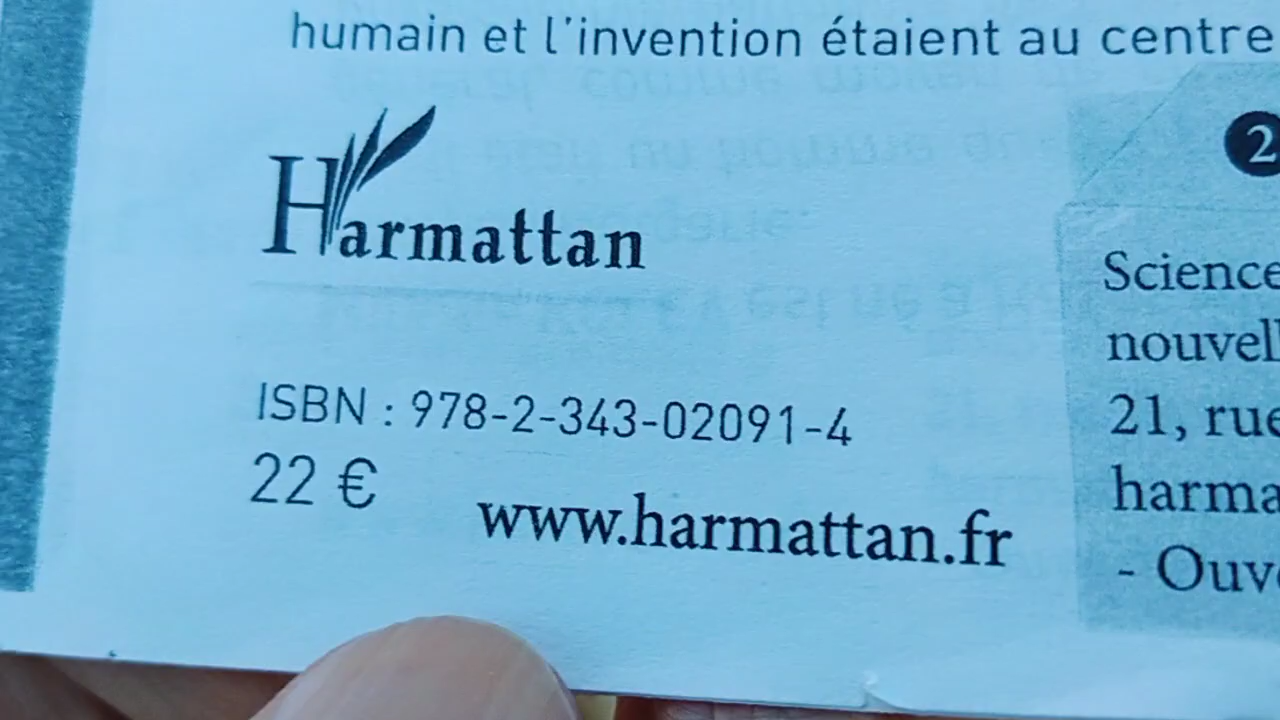 humain et l'invention étaient au centre
Harmattan
ISBN : 978-2-343-02091-4
22 €
www.harmattan.fr
2
Science
nouvell
21, rue
harma
- Ouv